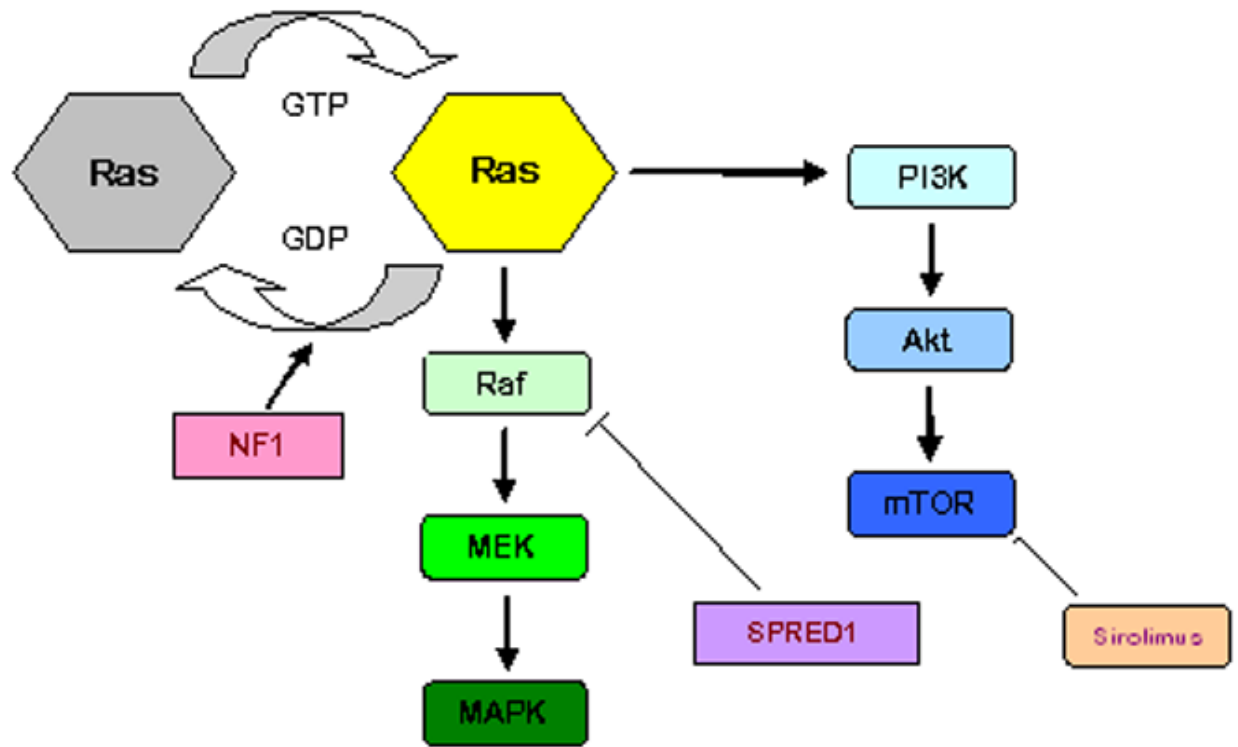 GTP
Ras
Ras
PI3K
GDP
Akt
Raf
NF1
mTOR
MEK
SPRED1
Sirolimus
MAPK